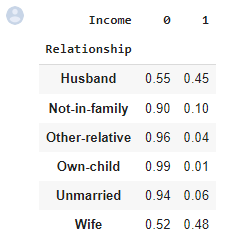 Income 0 1
Relationship
Husband 0.55 0.45
Not-in-family 0.90 0.10
Other-relative 0.96 0.04
Own-child 0.99 0.01
Unmarried 0.94 0.06
Wife 0.52 0.48